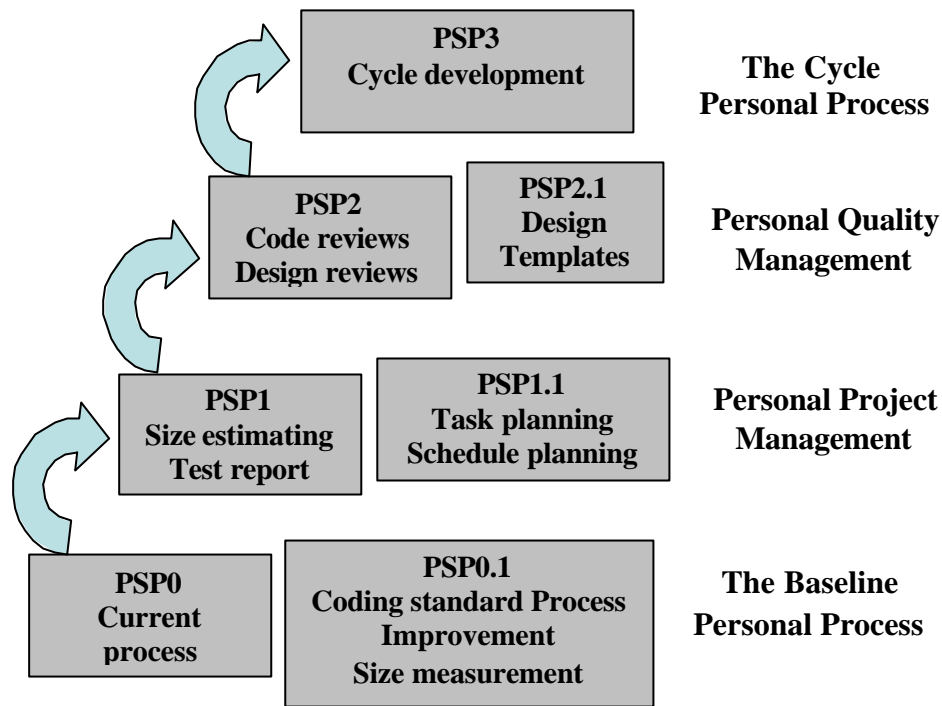 PSP3
Cycle development
The Cycle
Personal Process
PSP2
Code reviews
Design reviews
PSP2.1
Design
Templates
Personal Quality
Management
PSP1
Size estimating
Test report
PSP1.1
Task planning
Schedule planning
Personal Project
Management
PSP0
Current
process
PSP0.1
Coding standard Process
Improvement
Size measurement
The Baseline
Personal Process